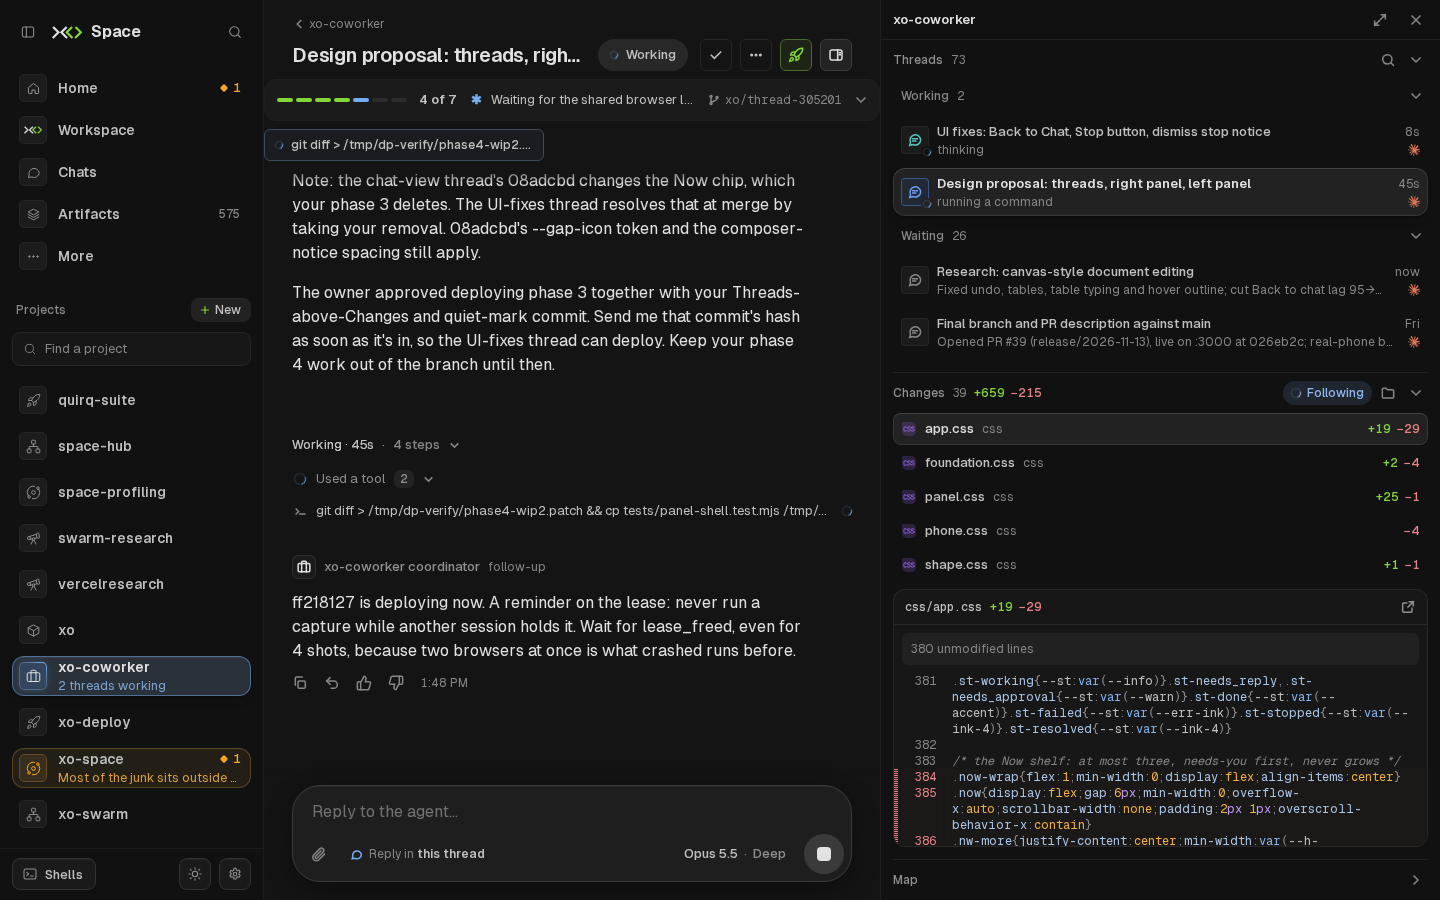 Space
Home
1
Workspace
Chats
Artifacts
575
More
Projects
New
Find a project
quirq-suite
space-hub
space-profiling
swarm-research
vercelresearch
xo
xo-coworker
2 threads working
xo-deploy
xo-space
1
Most of the junk sits outside ...
xo-swarm
Shells
xo-coworker
Design proposal: threads, righ...
Working
4 of 7
Waiting for the shared browser l...
xo/thread-305201
git diff > /tmp/dp-verify/phase4-wip2....
Note: the chat-view thread's 08adcbd changes the Now chip, which
your phase 3 deletes. The UI-fixes thread resolves that at merge by
taking your removal. 08adcbd's --gap-icon token and the composer-
notice spacing still apply.
The owner approved deploying phase 3 together with your Threads-
above-Changes and quiet-mark commit. Send me that commit's hash
as soon as it's in, so the UI-fixes thread can deploy. Keep your phase
4 work out of the branch until then.
Working · 45s · 4 steps
Used a tool 2
git diff > /tmp/dp-verify/phase4-wip2.patch && cp tests/panel-shell.test.mjs /tmp/...
xo-coworker coordinator follow-up
ff218127 is deploying now. A reminder on the lease: never run a
capture while another session holds it. Wait for lease_freed, even for
4 shots, because two browsers at once is what crashed runs before.
1:48 PM
Reply to the agent...
Reply in this thread
Opus 5.5 · Deep
xo-coworker
Threads 73
Working 2
UI fixes: Back to Chat, Stop button, dismiss stop notice
8s
thinking
Design proposal: threads, right panel, left panel
45s
running a command
Waiting 26
Research: canvas-style document editing
now
Fixed undo, tables, table typing and hover outline; cut Back to chat lag 95→...
Final branch and PR description against main
Fri
Opened PR #39 (release/2026-11-13), live on :3000 at 026eb2c; real-phone b...
Changes 39 +659 −215
Following
CSS app.css css +19 −29
CSS foundation.css css +2 −4
CSS panel.css css +25 −1
CSS phone.css css −4
CSS shape.css css +1 −1
css/app.css +19 −29
380 unmodified lines
381 .st-working{--st:var(--info)}.st-needs_reply,.st-
needs_approval{--st:var(--warn)}.st-done{--st:var(--
accent)}.st-failed{--st:var(--err-ink)}.st-stopped{--st:var(--
ink-4)}.st-resolved{--st:var(--ink-4)}
382
383 /* the Now shelf: at most three, needs-you first, never grows */
384 .now-wrap{flex:1;min-width:0;display:flex;align-items:center}
385 .now{display:flex;gap:6px;min-width:0;overflow-
x:auto;scrollbar-width:none;padding:2px 1px;overscroll-
behavior-x:contain}
386 .nw-more{justify-content:center;min-width:var(--h-
Map